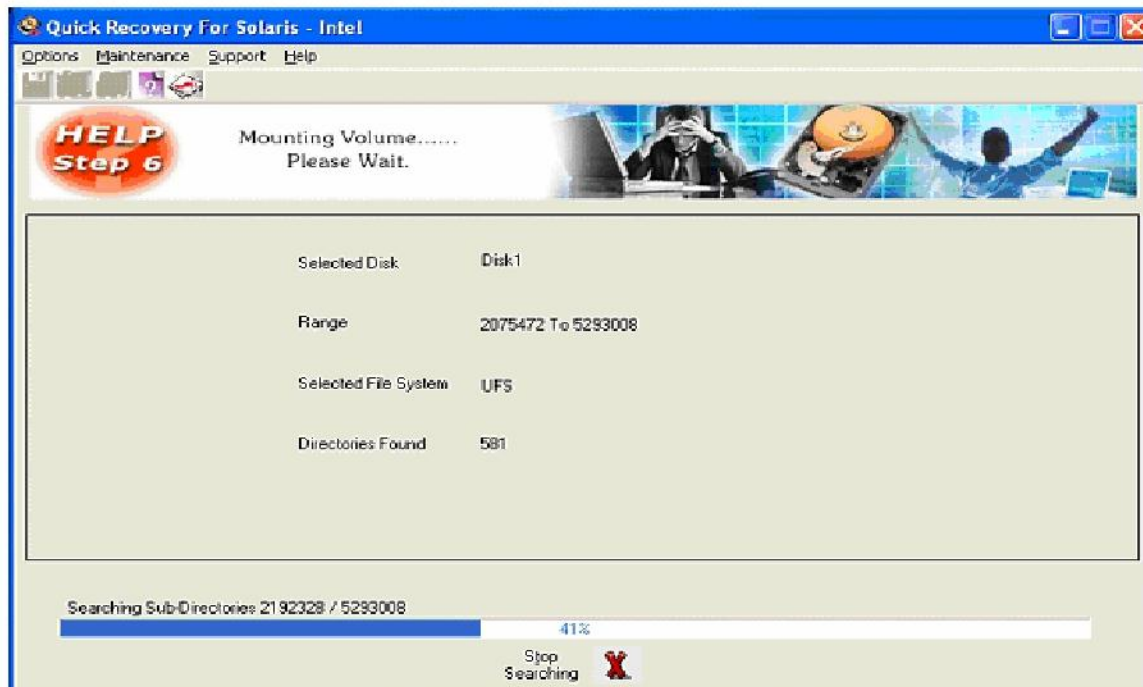 Quick Recovery For Solaris - Intel
Options Maintenance Support Help
HELP
Step 6
Mounting Volume......
Please Wait.
Selected Disk Disk1
Range 2075472 To 5293008
Selected File System UFS
Directories Found 581
Searching Sub-Directories 2192328 / 5293008
41%
Stop
Searching